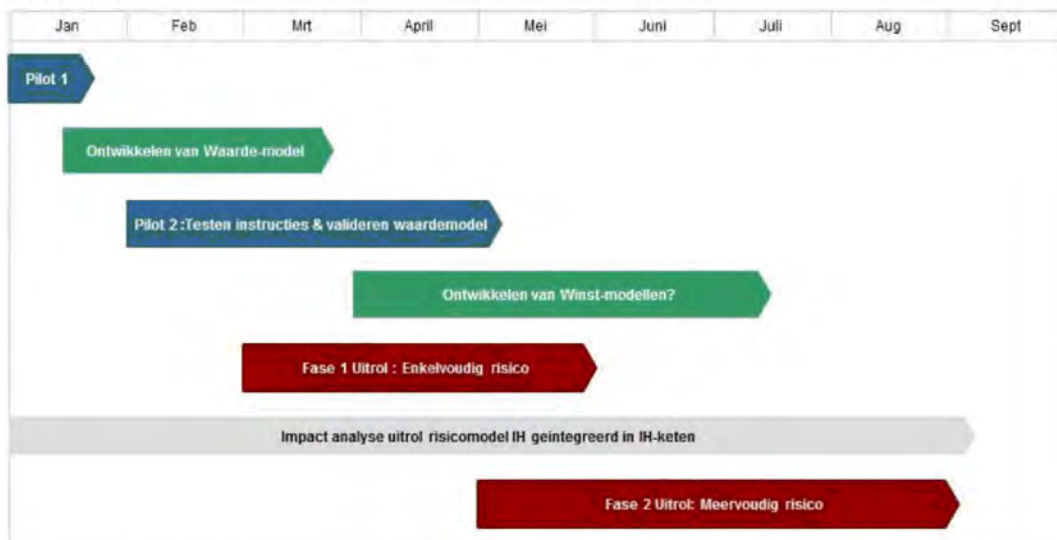 Jan Feb Mrt April Mei Juni Juli Aug Sept
Pilot 1
Ontwikkelen van Waarde-model
Pilot 2 :Testen instructies & valideren waardemodel
Ontwikkelen van Winst-modellen?
Fase 1 Uitrol : Enkelvoudig risico
Impact analyse uitrol risicomodel IH geintegreerd in IH-keten
Fase 2 Uitrol: Meervoudig risico